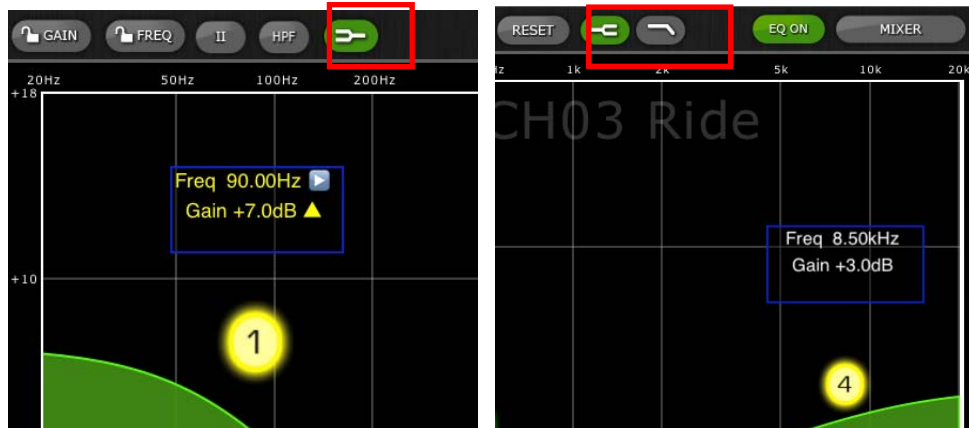 GAIN FREQ II HPF
20Hz 50Hz 100Hz 200Hz
+18
Freq 90.00Hz
Gain +7.0dB
+10
1
RESET EQ ON MIXER
Hz 1k 2k 5k 10k 20k
CH03 Ride
Freq 8.50kHz
Gain +3.0dB
4